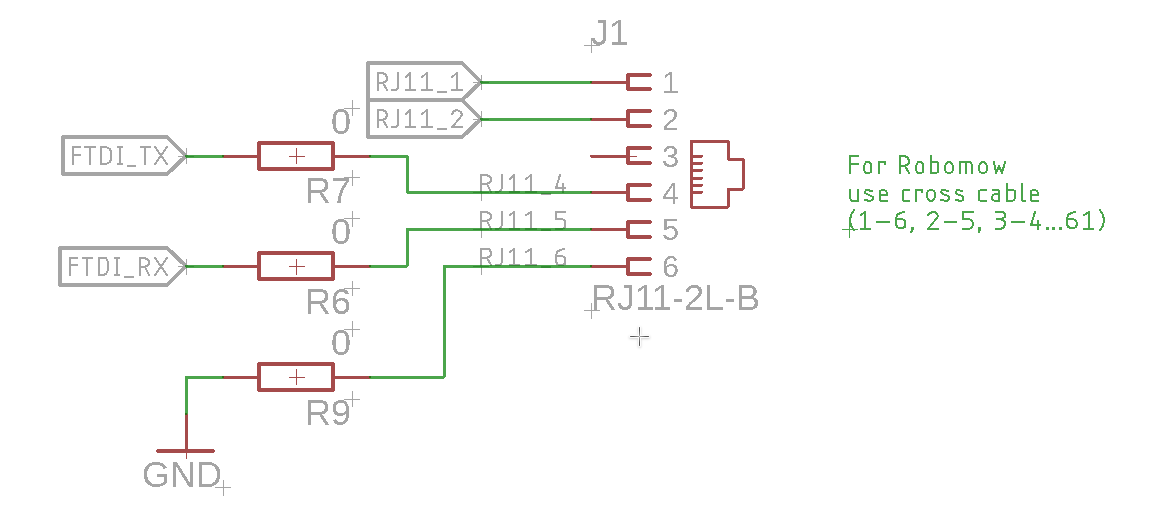 J1
RJ11_1
1
RJ11_2
2
0
FTDI_TX
3
R7
RJ11_4
4
For Robomow
use cross cable
(1-6, 2-5, 3-4...61)
0
RJ11_5
5
FTDI_RX
RJ11_6
6
R6
RJ11-2L-B
0
R9
GND